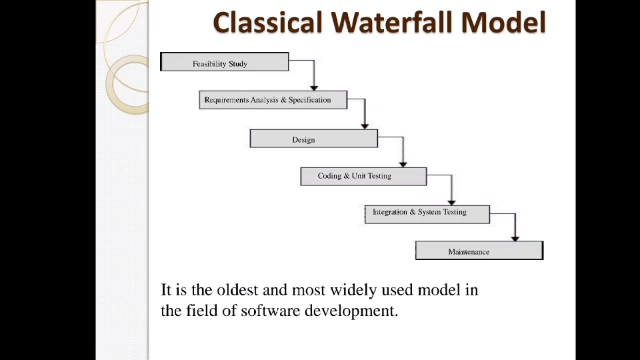 Classical Waterfall Model
Feasibility Study
Requirements Analysis & Specification
Design
Coding & Unit Testing
Integration & System Testing
Maintenance
It is the oldest and most widely used model in
the field of software development.